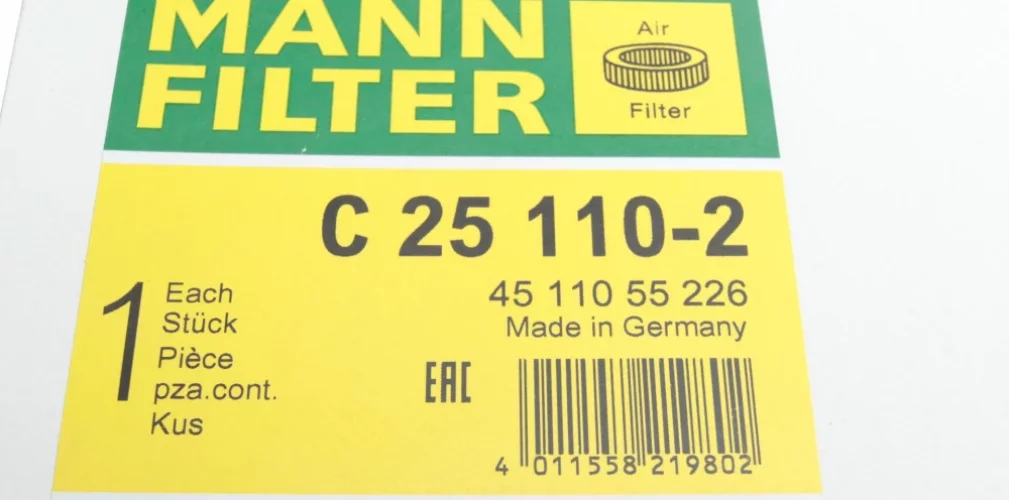 MANN
FILTER
Air
Filter
C 25 110-2
45 110 55 226
Made in Germany
1
Each
Stück
Pièce
pza.cont.
Kus
EAC
4 011558 219802